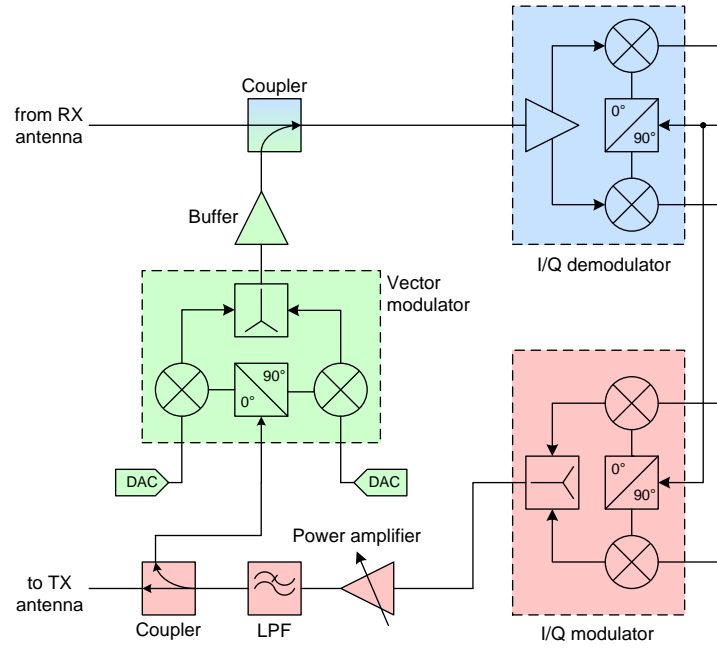 Coupler
from RX
antenna
0°
90°
Buffer
I/Q demodulator
Vector
modulator
90°
0°
DAC
DAC
0°
90°
Power amplifier
to TX
antenna
Coupler
LPF
I/Q modulator